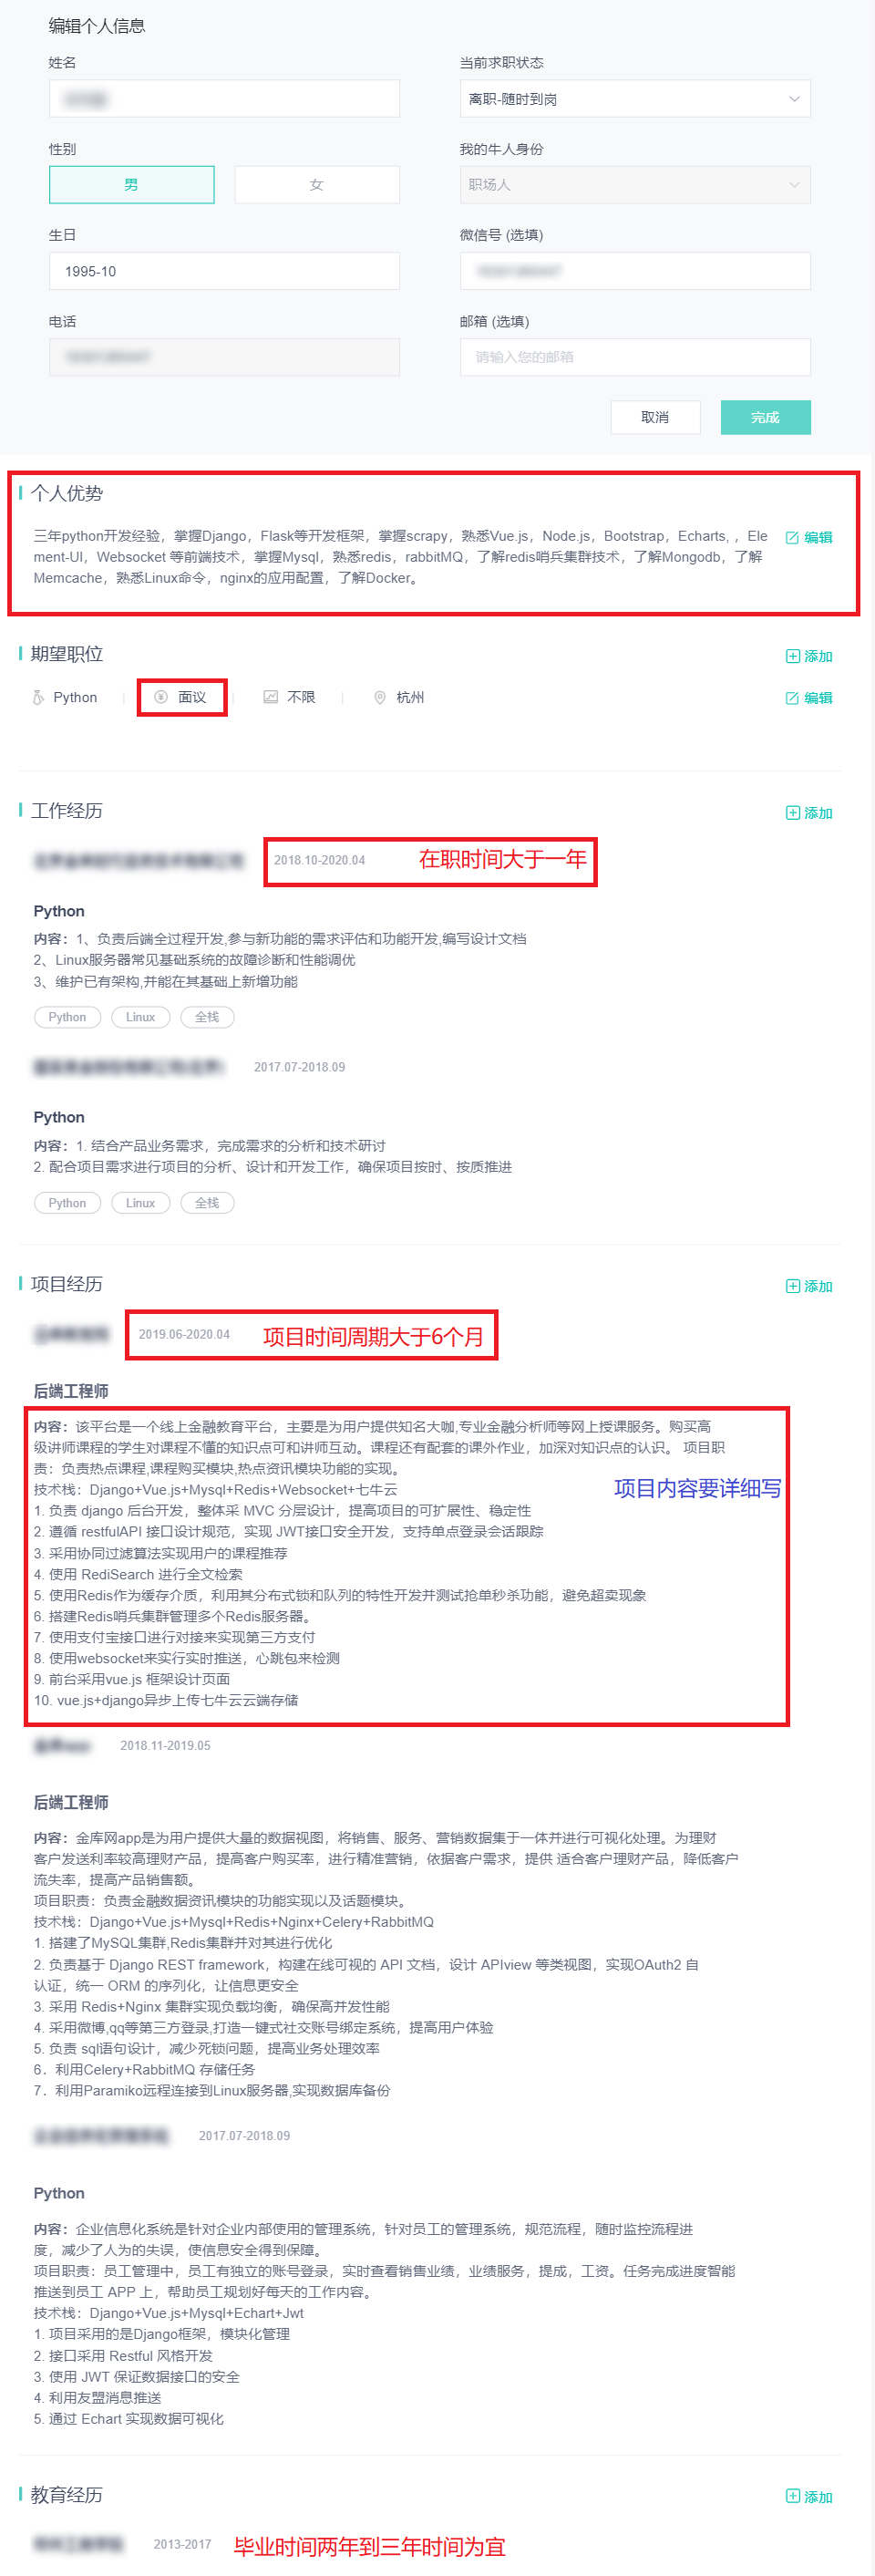 编辑个人信息
姓名
当前求职状态
离职-随时到岗
性别
我的牛人身份
男
女
职场人
生日
微信号 (选填)
1995-10
电话
邮箱 (选填)
请输入您的邮箱
取消
完成
个人优势
三年python开发经验，掌握Django，Flask等开发框架，掌握scrapy，熟悉Vue.js，Node.js，Bootstrap，Echarts，，Ele
ment-UI，Websocket 等前端技术，掌握Mysql，熟悉redis，rabbitMQ，了解redis哨兵集群技术，了解Mongodb，了解
Memcache，熟悉Linux命令，nginx的应用配置，了解Docker。
编辑
期望职位
添加
Python
面议
不限
杭州
编辑
工作经历
添加
2018.10-2020.04
在职时间大于一年
Python
内容：1、负责后端全过程开发,参与新功能的需求评估和功能开发,编写设计文档
2、Linux服务器常见基础系统的故障诊断和性能调优
3、维护已有架构,并能在其基础上新增功能
Python
Linux
全栈
2017.07-2018.09
Python
内容：1. 结合产品业务需求，完成需求的分析和技术研讨
2. 配合项目需求进行项目的分析、设计和开发工作，确保项目按时、按质推进
Python
Linux
全栈
项目经历
添加
2019.06-2020.04
项目时间周期大于6个月
后端工程师
内容：该平台是一个线上金融教育平台，主要是为用户提供知名大咖,专业金融分析师等网上授课服务。购买高
级讲师课程的学生对课程不懂的知识点可和讲师互动。课程还有配套的课外作业，加深对知识点的认识。 项目职
责：负责热点课程,课程购买模块,热点资讯模块功能的实现。
技术栈：Django+Vue.js+Mysql+Redis+Websocket+七牛云
项目内容要详细写
1. 负责 django 后台开发，整体采 MVC 分层设计，提高项目的可扩展性、稳定性
2. 遵循 restfulAPI 接口设计规范，实现 JWT接口安全开发，支持单点登录会话跟踪
3. 采用协同过滤算法实现用户的课程推荐
4. 使用 RediSearch 进行全文检索
5. 使用Redis作为缓存介质，利用其分布式锁和队列的特性开发并测试抢单秒杀功能，避免超卖现象
6. 搭建Redis哨兵集群管理多个Redis服务器。
7. 使用支付宝接口进行对接来实现第三方支付
8. 使用websocket来实行实时推送，心跳包来检测
9. 前台采用vue.js 框架设计页面
10. vue.js+django异步上传七牛云云端存储
2018.11-2019.05
后端工程师
内容：金库网app是为用户提供大量的数据视图，将销售、服务、营销数据集于一体并进行可视化处理。为理财
客户发送利率较高理财产品，提高客户购买率，进行精准营销，依据客户需求，提供 适合客户理财产品，降低客户
流失率，提高产品销售额。
项目职责：负责金融数据资讯模块的功能实现以及话题模块。
技术栈：Django+Vue.js+Mysql+Redis+Nginx+Celery+RabbitMQ
1. 搭建了MySQL集群,Redis集群并对其进行优化
2. 负责基于 Django REST framework，构建在线可视的 API 文档，设计 APIview 等类视图，实现OAuth2 自
认证，统一 ORM 的序列化，让信息更安全
3. 采用 Redis+Nginx 集群实现负载均衡，确保高并发性能
4. 采用微博,qq等第三方登录,打造一键式社交账号绑定系统，提高用户体验
5. 负责 sql语句设计，减少死锁问题，提高业务处理效率
6．利用Celery+RabbitMQ 存储任务
7．利用Paramiko远程连接到Linux服务器,实现数据库备份
2017.07-2018.09
Python
内容：企业信息化系统是针对企业内部使用的管理系统，针对员工的管理系统，规范流程，随时监控流程进
度，减少了人为的失误，使信息安全得到保障。
项目职责：员工管理中，员工有独立的账号登录，实时查看销售业绩，业绩服务，提成，工资。任务完成进度智能
推送到员工 APP 上，帮助员工规划好每天的工作内容。
技术栈：Django+Vue.js+Mysql+Echart+Jwt
1. 项目采用的是Django框架，模块化管理
2. 接口采用 Restful 风格开发
3. 使用 JWT 保证数据接口的安全
4. 利用友盟消息推送
5. 通过 Echart 实现数据可视化
教育经历
添加
2013-2017
毕业时间两年到三年时间为宜